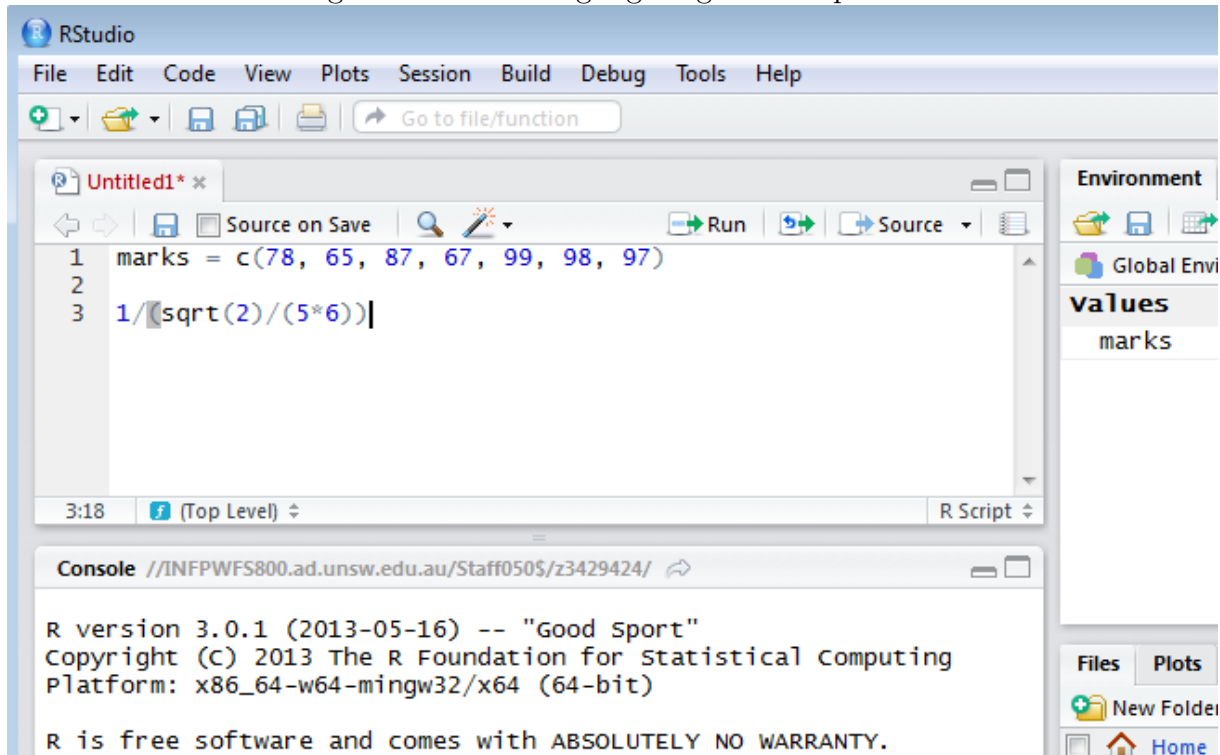 RStudio
File Edit Code View Plots Session Build Debug Tools Help
Go to file/function
Untitled1*
Source on Save Run Source
1 marks = c(78, 65, 87, 67, 99, 98, 97)
2
3 1/(sqrt(2)/(5*6))
3:18 (Top Level) R Script
Console //INFPWFS800.ad.unsw.edu.au/Staff050$/z3429424/
R version 3.0.1 (2013-05-16) -- "Good Sport"
Copyright (C) 2013 The R Foundation for Statistical Computing
Platform: x86_64-w64-mingw32/x64 (64-bit)
R is free software and comes with ABSOLUTELY NO WARRANTY.
Environment
Global Envi
Values
marks
Files Plots
New Folder
Home